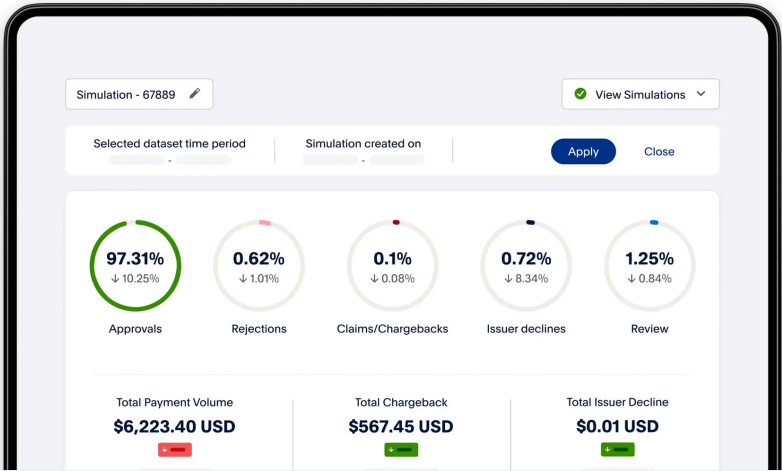 Simulation - 67889
View Simulations
Selected dataset time period
-
Simulation created on
-
Apply
Close
97.31%
↓ 10.25%
Approvals
0.62%
↓ 1.01%
Rejections
0.1%
↓ 0.08%
Claims/Chargebacks
0.72%
↓ 8.34%
Issuer declines
1.25%
↓ 0.84%
Review
Total Payment Volume
$6,223.40 USD
↓
Total Chargeback
$567.45 USD
↓
Total Issuer Decline
$0.01 USD
↓